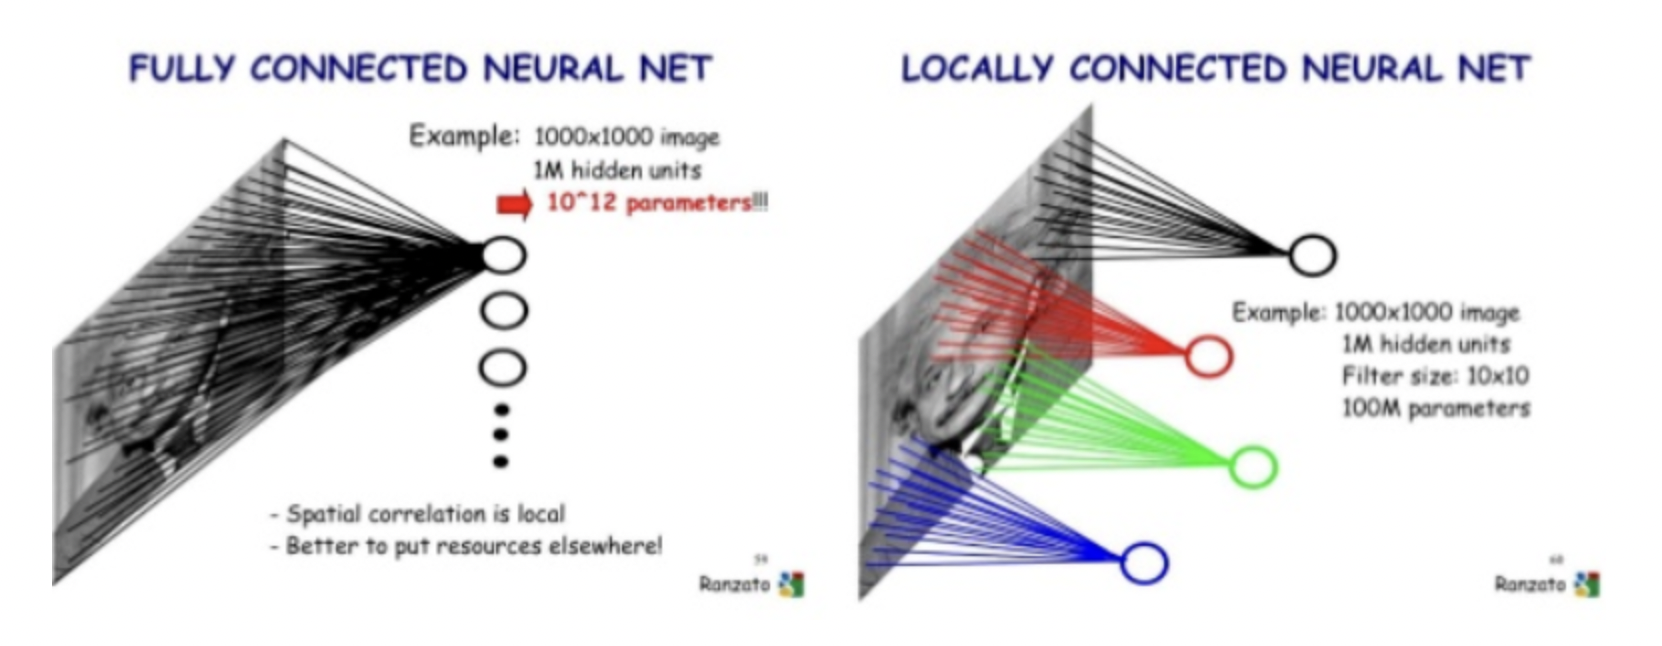 FULLY CONNECTED NEURAL NET
Example: 1000x1000 image
1M hidden units
10^12 parameters!!!
- Spatial correlation is local
- Better to put resources elsewhere!
Ranzato
LOCALLY CONNECTED NEURAL NET
Example: 1000x1000 image
1M hidden units
Filter size: 10x10
100M parameters
60
Ranzato